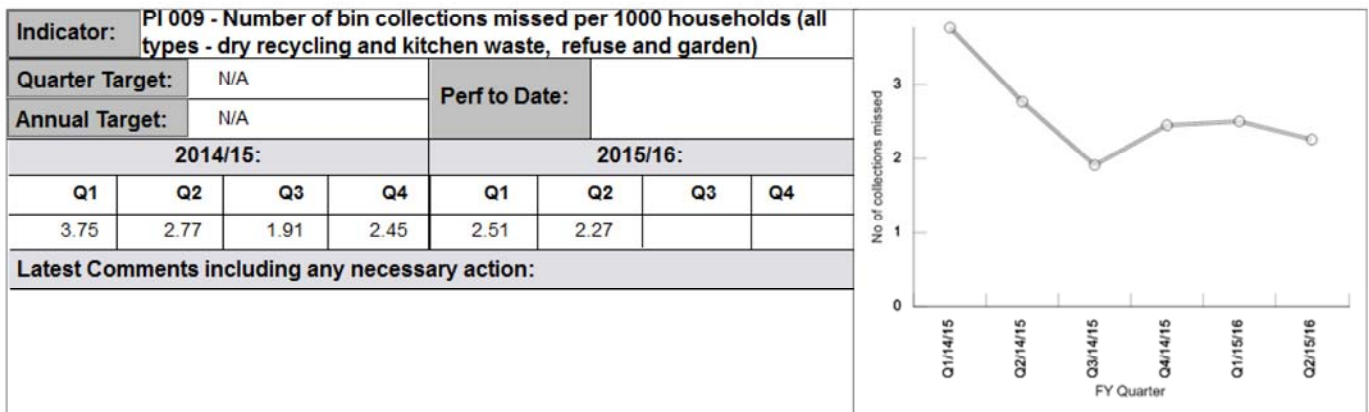 Indicator:
PI 009 - Number of bin collections missed per 1000 households (all
types - dry recycling and kitchen waste, refuse and garden)
Quarter Target: N/A
Perf to Date:
Annual Target: N/A
2014/15: 2015/16:
Q1 Q2 Q3 Q4 Q1 Q2 Q3 Q4
3.75 2.77 1.91 2.45 2.51 2.27
Latest Comments including any necessary action:
No of collections missed
3
2
1
0
Q1/14/15 Q2/14/15 Q3/14/15 Q4/14/15 Q1/15/16 Q2/15/16
FY Quarter